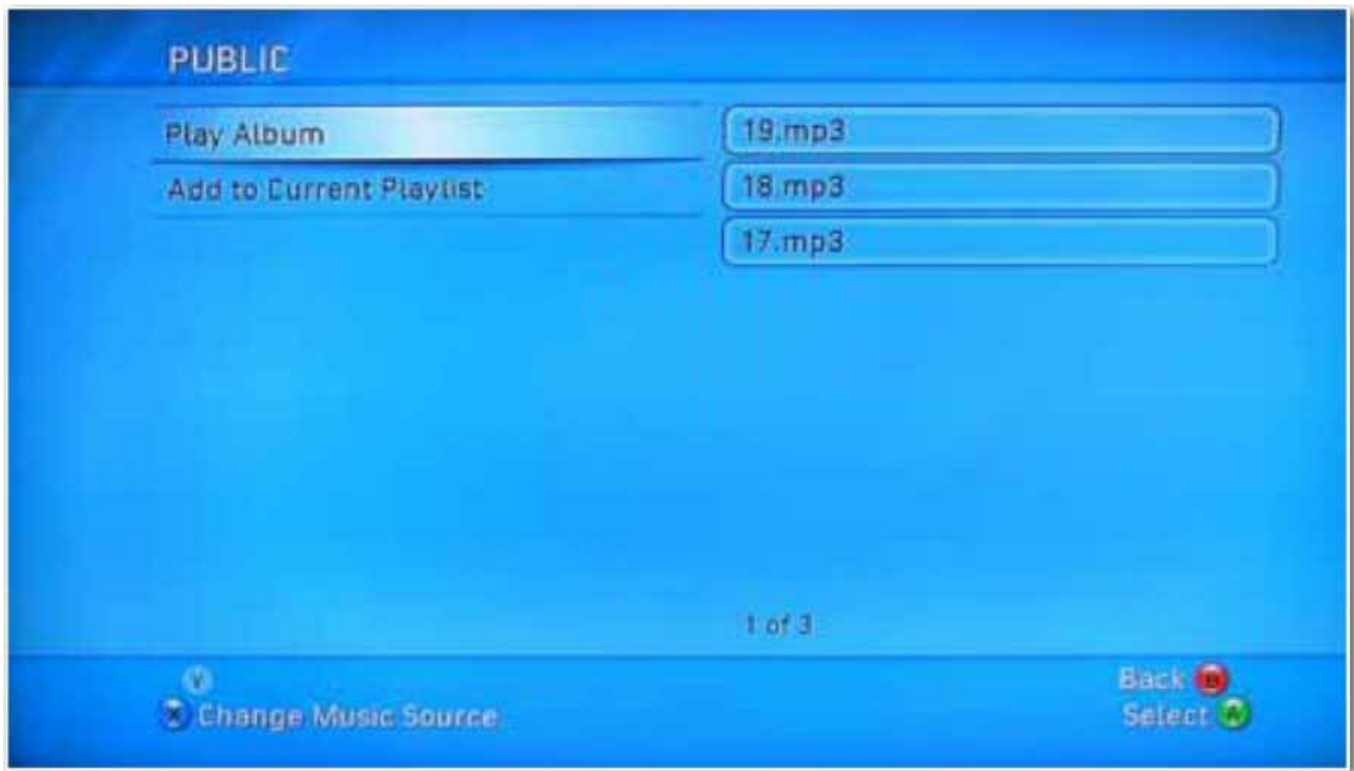 PUBLIC
Play Album
Add to Current Playlist
19.mp3
18.mp3
17.mp3
1 of 3
Y
X Change Music Source
Back B
Select A